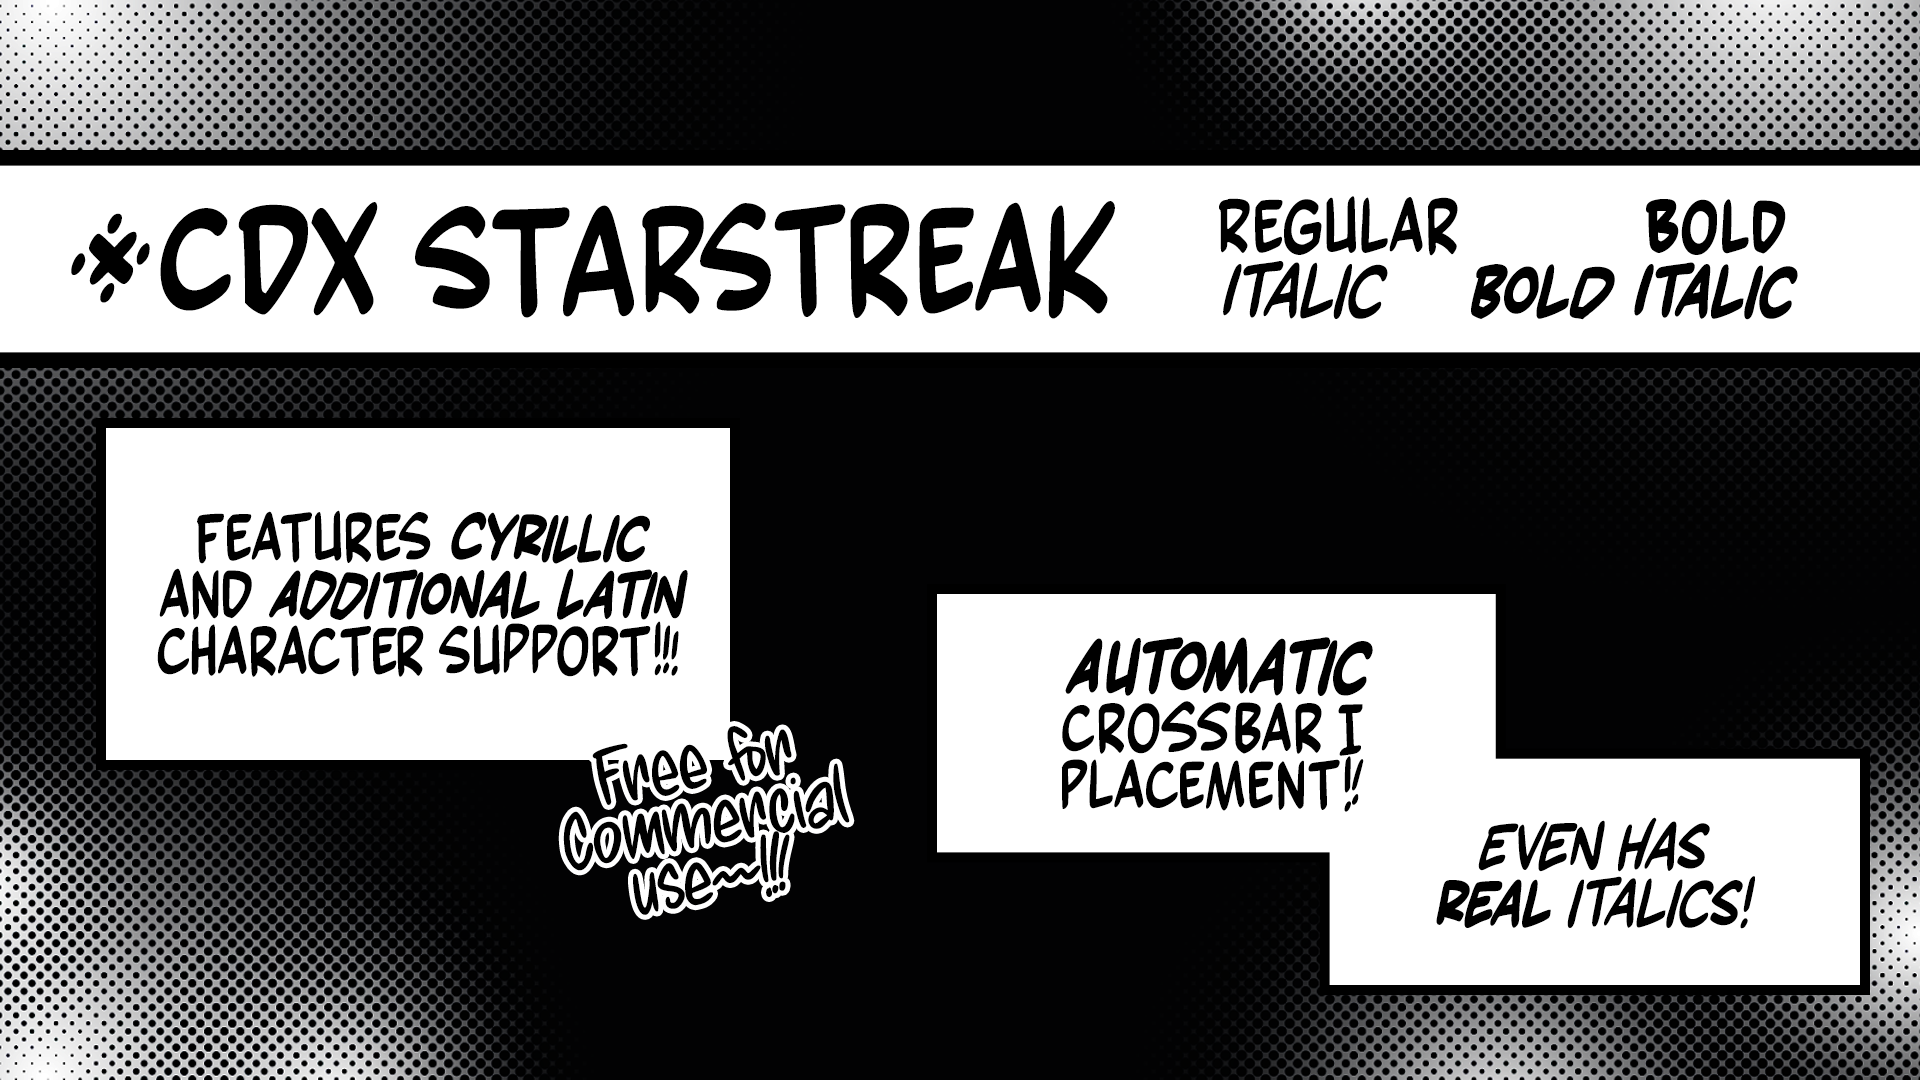 ※CDX STARSTREAK
REGULAR
ITALIC
BOLD
BOLD ITALIC
FEATURES CYRILLIC
AND ADDITIONAL LATIN
CHARACTER SUPPORT!!!
Free for
Commercial
use~~!!!
AUTOMATIC
CROSSBAR I
PLACEMENT!!
EVEN HAS
REAL ITALICS!